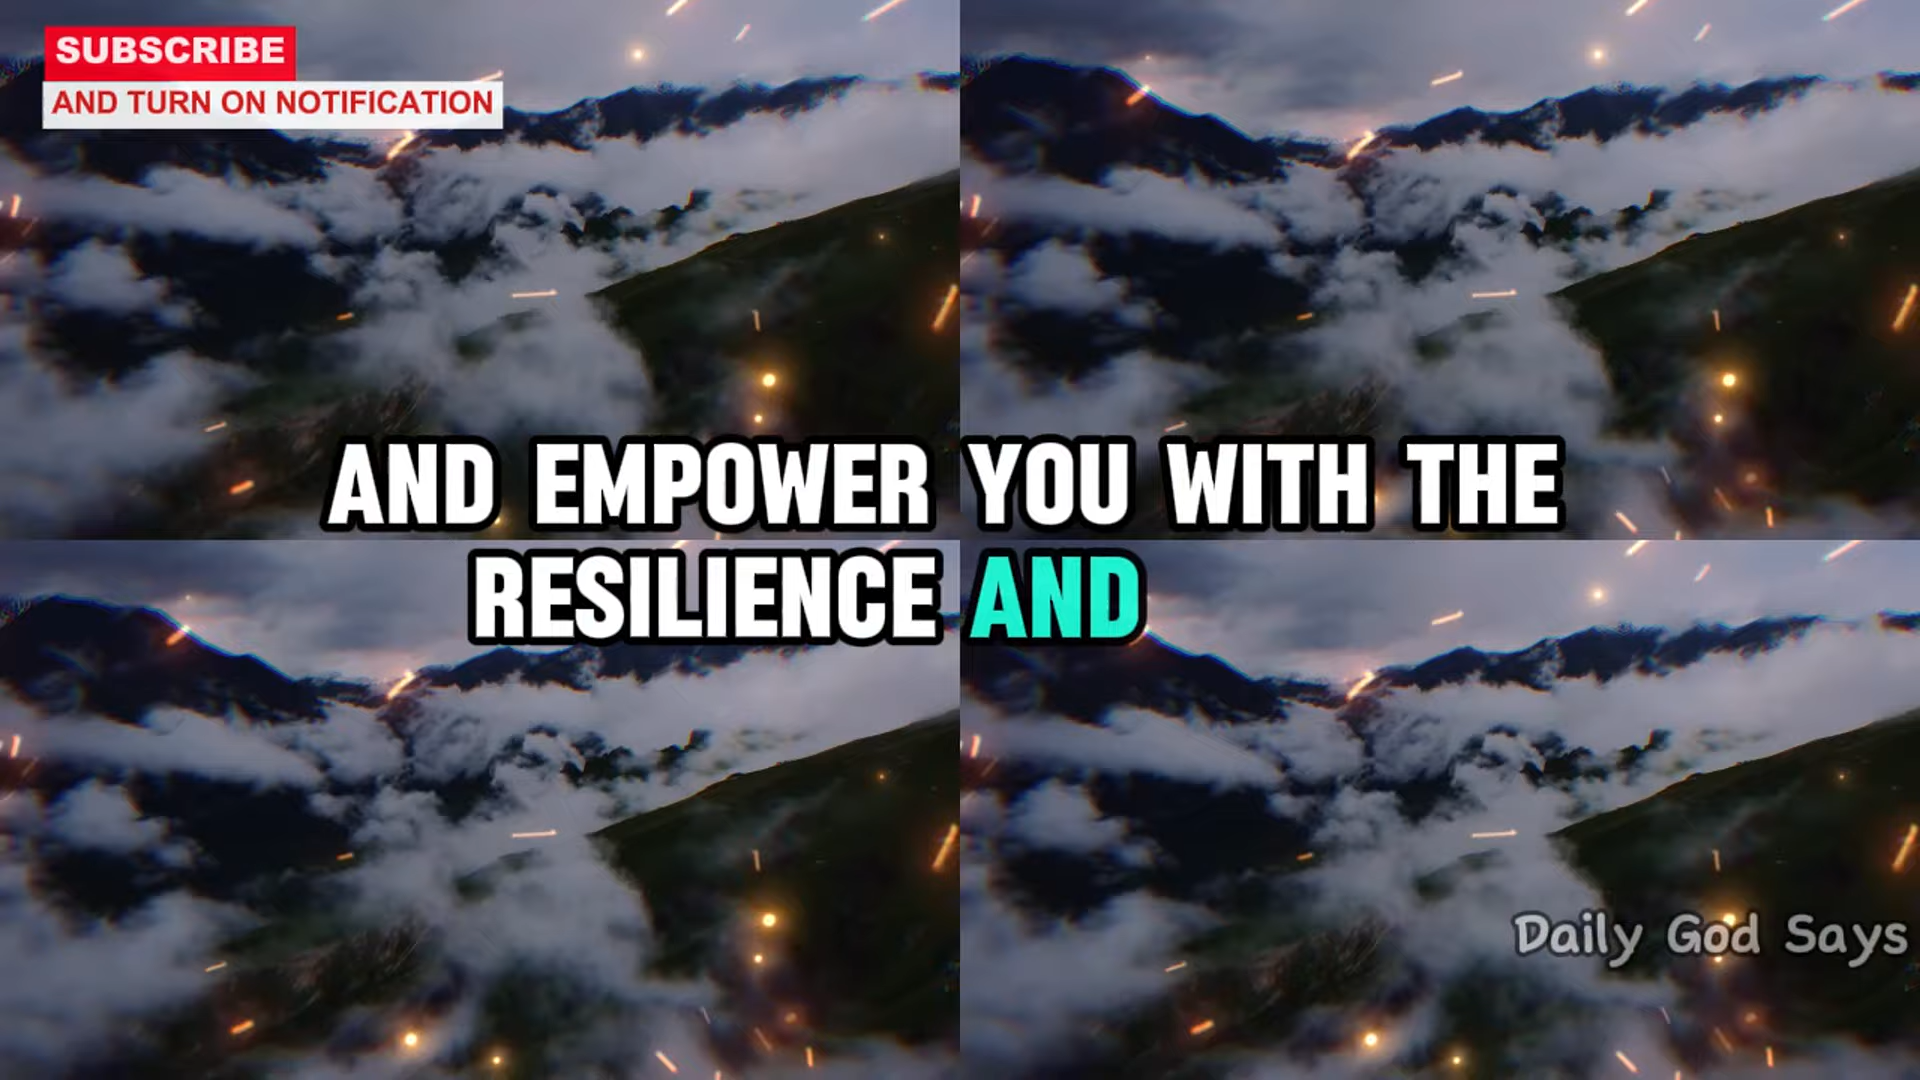 SUBSCRIBE
AND TURN ON NOTIFICATION
AND EMPOWER YOU WITH THE
RESILIENCE AND
Daily God Says